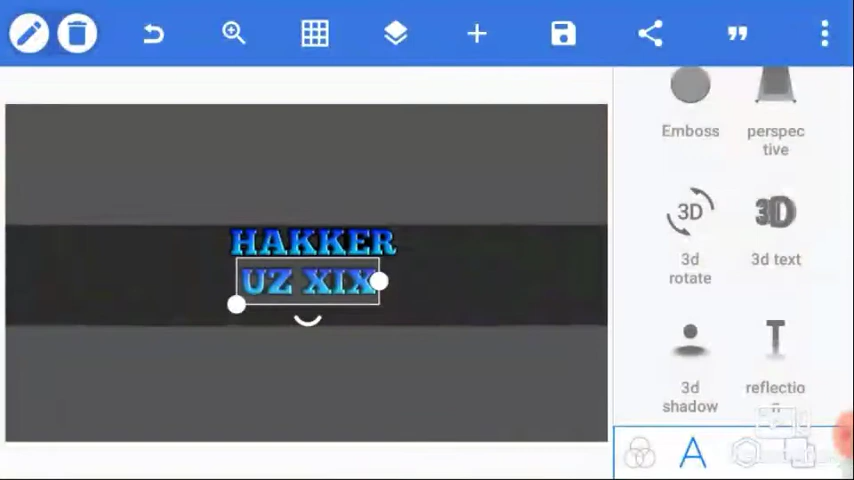 HAKKER
UZ XIX
Emboss
perspec
tive
3D
3d
rotate
3D
3d text
3d
shadow
T
reflectio
n
A